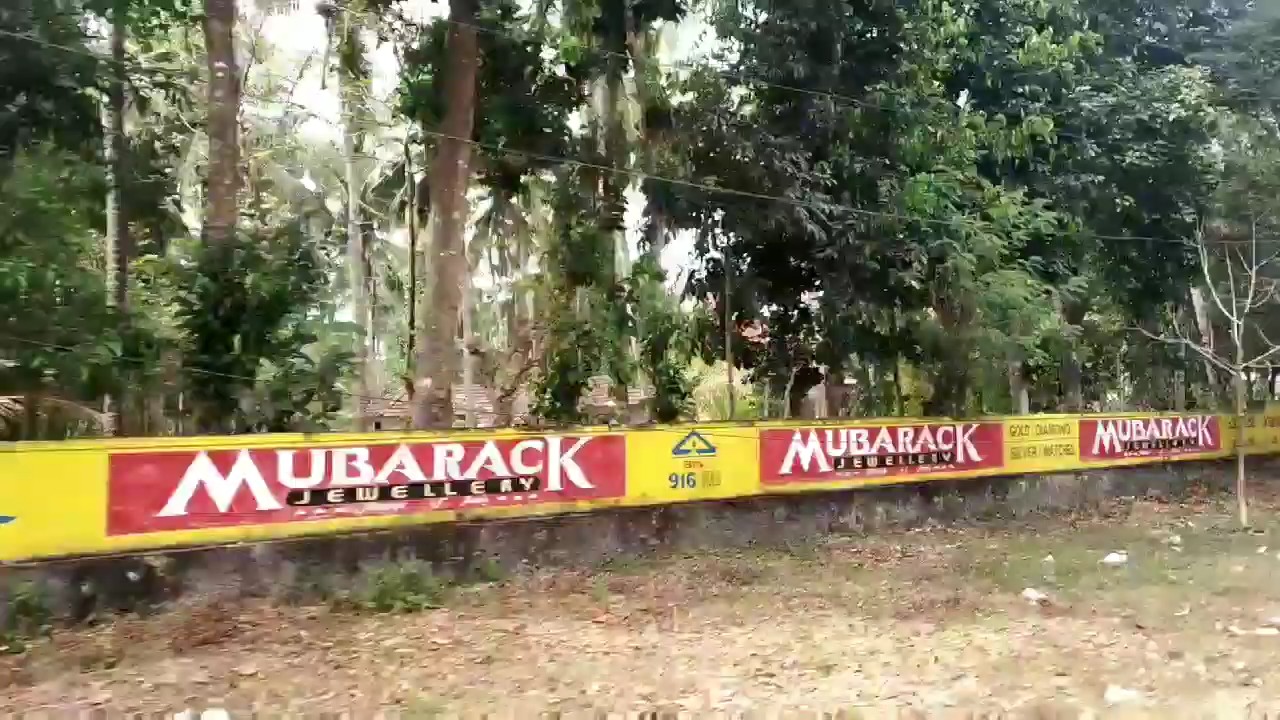 MUBARACK
JEWELLERY
916
MUBARACK
JEWELLERY
GOLD DIAMOND
SILVER WATCHES
MUBARACK
JEWELLERY